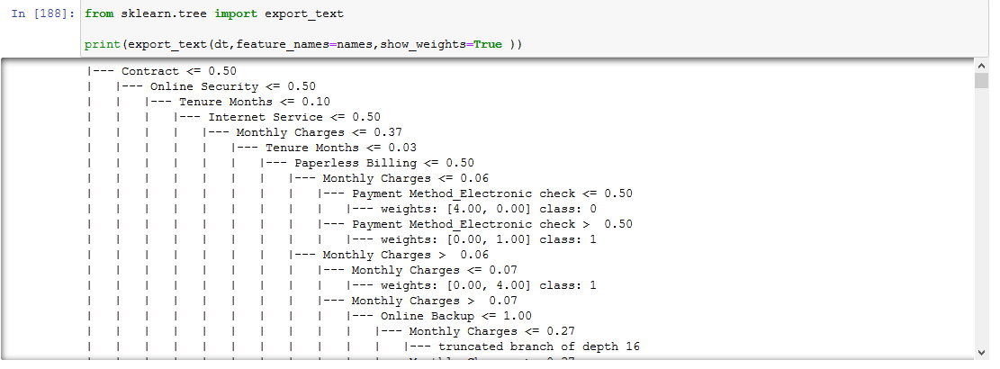 In [188]: from sklearn.tree import export_text
print(export_text(dt,feature_names=names,show_weights=True ))
|--- Contract <= 0.50
|   |--- Online Security <= 0.50
|   |   |--- Tenure Months <= 0.10
|   |   |   |--- Internet Service <= 0.50
|   |   |   |   |--- Monthly Charges <= 0.37
|   |   |   |   |   |--- Tenure Months <= 0.03
|   |   |   |   |   |   |--- Paperless Billing <= 0.50
|   |   |   |   |   |   |   |--- Monthly Charges <= 0.06
|   |   |   |   |   |   |   |   |--- Payment Method_Electronic check <= 0.50
|   |   |   |   |   |   |   |   |   |--- weights: [4.00, 0.00] class: 0
|   |   |   |   |   |   |   |   |--- Payment Method_Electronic check >  0.50
|   |   |   |   |   |   |   |   |   |--- weights: [0.00, 1.00] class: 1
|   |   |   |   |   |   |   |--- Monthly Charges >  0.06
|   |   |   |   |   |   |   |   |--- Monthly Charges <= 0.07
|   |   |   |   |   |   |   |   |   |--- weights: [0.00, 4.00] class: 1
|   |   |   |   |   |   |   |   |--- Monthly Charges >  0.07
|   |   |   |   |   |   |   |   |   |--- Online Backup <= 1.00
|   |   |   |   |   |   |   |   |   |   |--- Monthly Charges <= 0.27
|   |   |   |   |   |   |   |   |   |   |   |--- truncated branch of depth 16